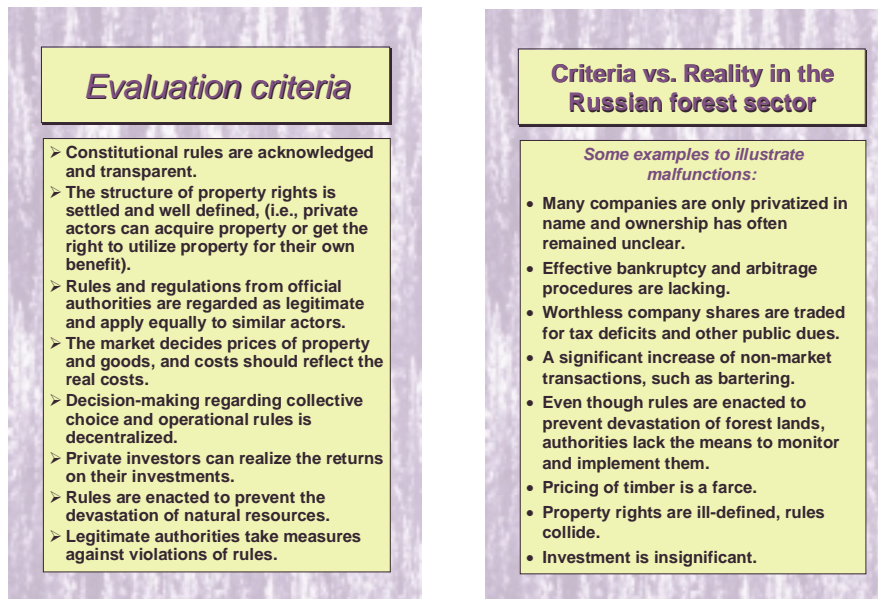 Evaluation criteria
➢ Constitutional rules are acknowledged
and transparent.
➢ The structure of property rights is
settled and well defined, (i.e., private
actors can acquire property or get the
right to utilize property for their own
benefit).
➢ Rules and regulations from official
authorities are regarded as legitimate
and apply equally to similar actors.
➢ The market decides prices of property
and goods, and costs should reflect the
real costs.
➢ Decision-making regarding collective
choice and operational rules is
decentralized.
➢ Private investors can realize the returns
on their investments.
➢ Rules are enacted to prevent the
devastation of natural resources.
➢ Legitimate authorities take measures
against violations of rules.
Criteria vs. Reality in the
Russian forest sector
Some examples to illustrate
malfunctions:
• Many companies are only privatized in
name and ownership has often
remained unclear.
• Effective bankruptcy and arbitrage
procedures are lacking.
• Worthless company shares are traded
for tax deficits and other public dues.
• A significant increase of non-market
transactions, such as bartering.
• Even though rules are enacted to
prevent devastation of forest lands,
authorities lack the means to monitor
and implement them.
• Pricing of timber is a farce.
• Property rights are ill-defined, rules
collide.
• Investment is insignificant.